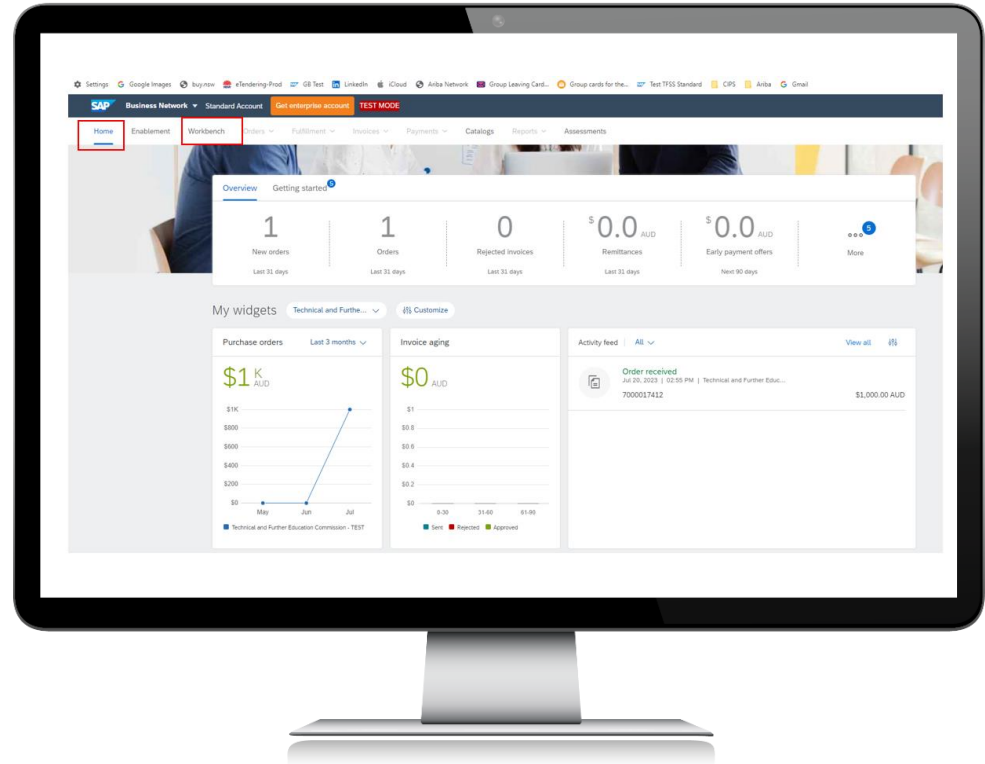 Settings Google Images buy.nsw eTendering-Prod GB Test LinkedIn iCloud Ariba Network Group Leaving Card... Group cards for the... Test TFSS Standard CIPS Ariba Gmail
SAP Business Network Standard Account Get enterprise account TEST MODE
Home Enablement Workbench Orders Fulfillment Invoices Payments Catalogs Reports Assessments
Overview Getting started 5
1 1 0 $0.0 AUD $0.0 AUD 5
New orders Orders Rejected invoices Remittances Early payment offers More
Last 31 days Last 31 days Last 31 days Last 31 days Next 90 days
My widgets Technical and Furthe... Customize
Purchase orders Last 3 months
$1 K AUD
$1K
$800
$600
$400
$200
$0
May Jun Jul
Technical and Further Education Commission - TEST
Invoice aging
$0 AUD
$1
$0.8
$0.6
$0.4
$0.2
$0
0-30 31-60 61-90
Sent Rejected Approved
Activity feed All View all
Order received
Jul 20, 2023 | 02:55 PM | Technical and Further Educ...
7000017412 $1,000.00 AUD